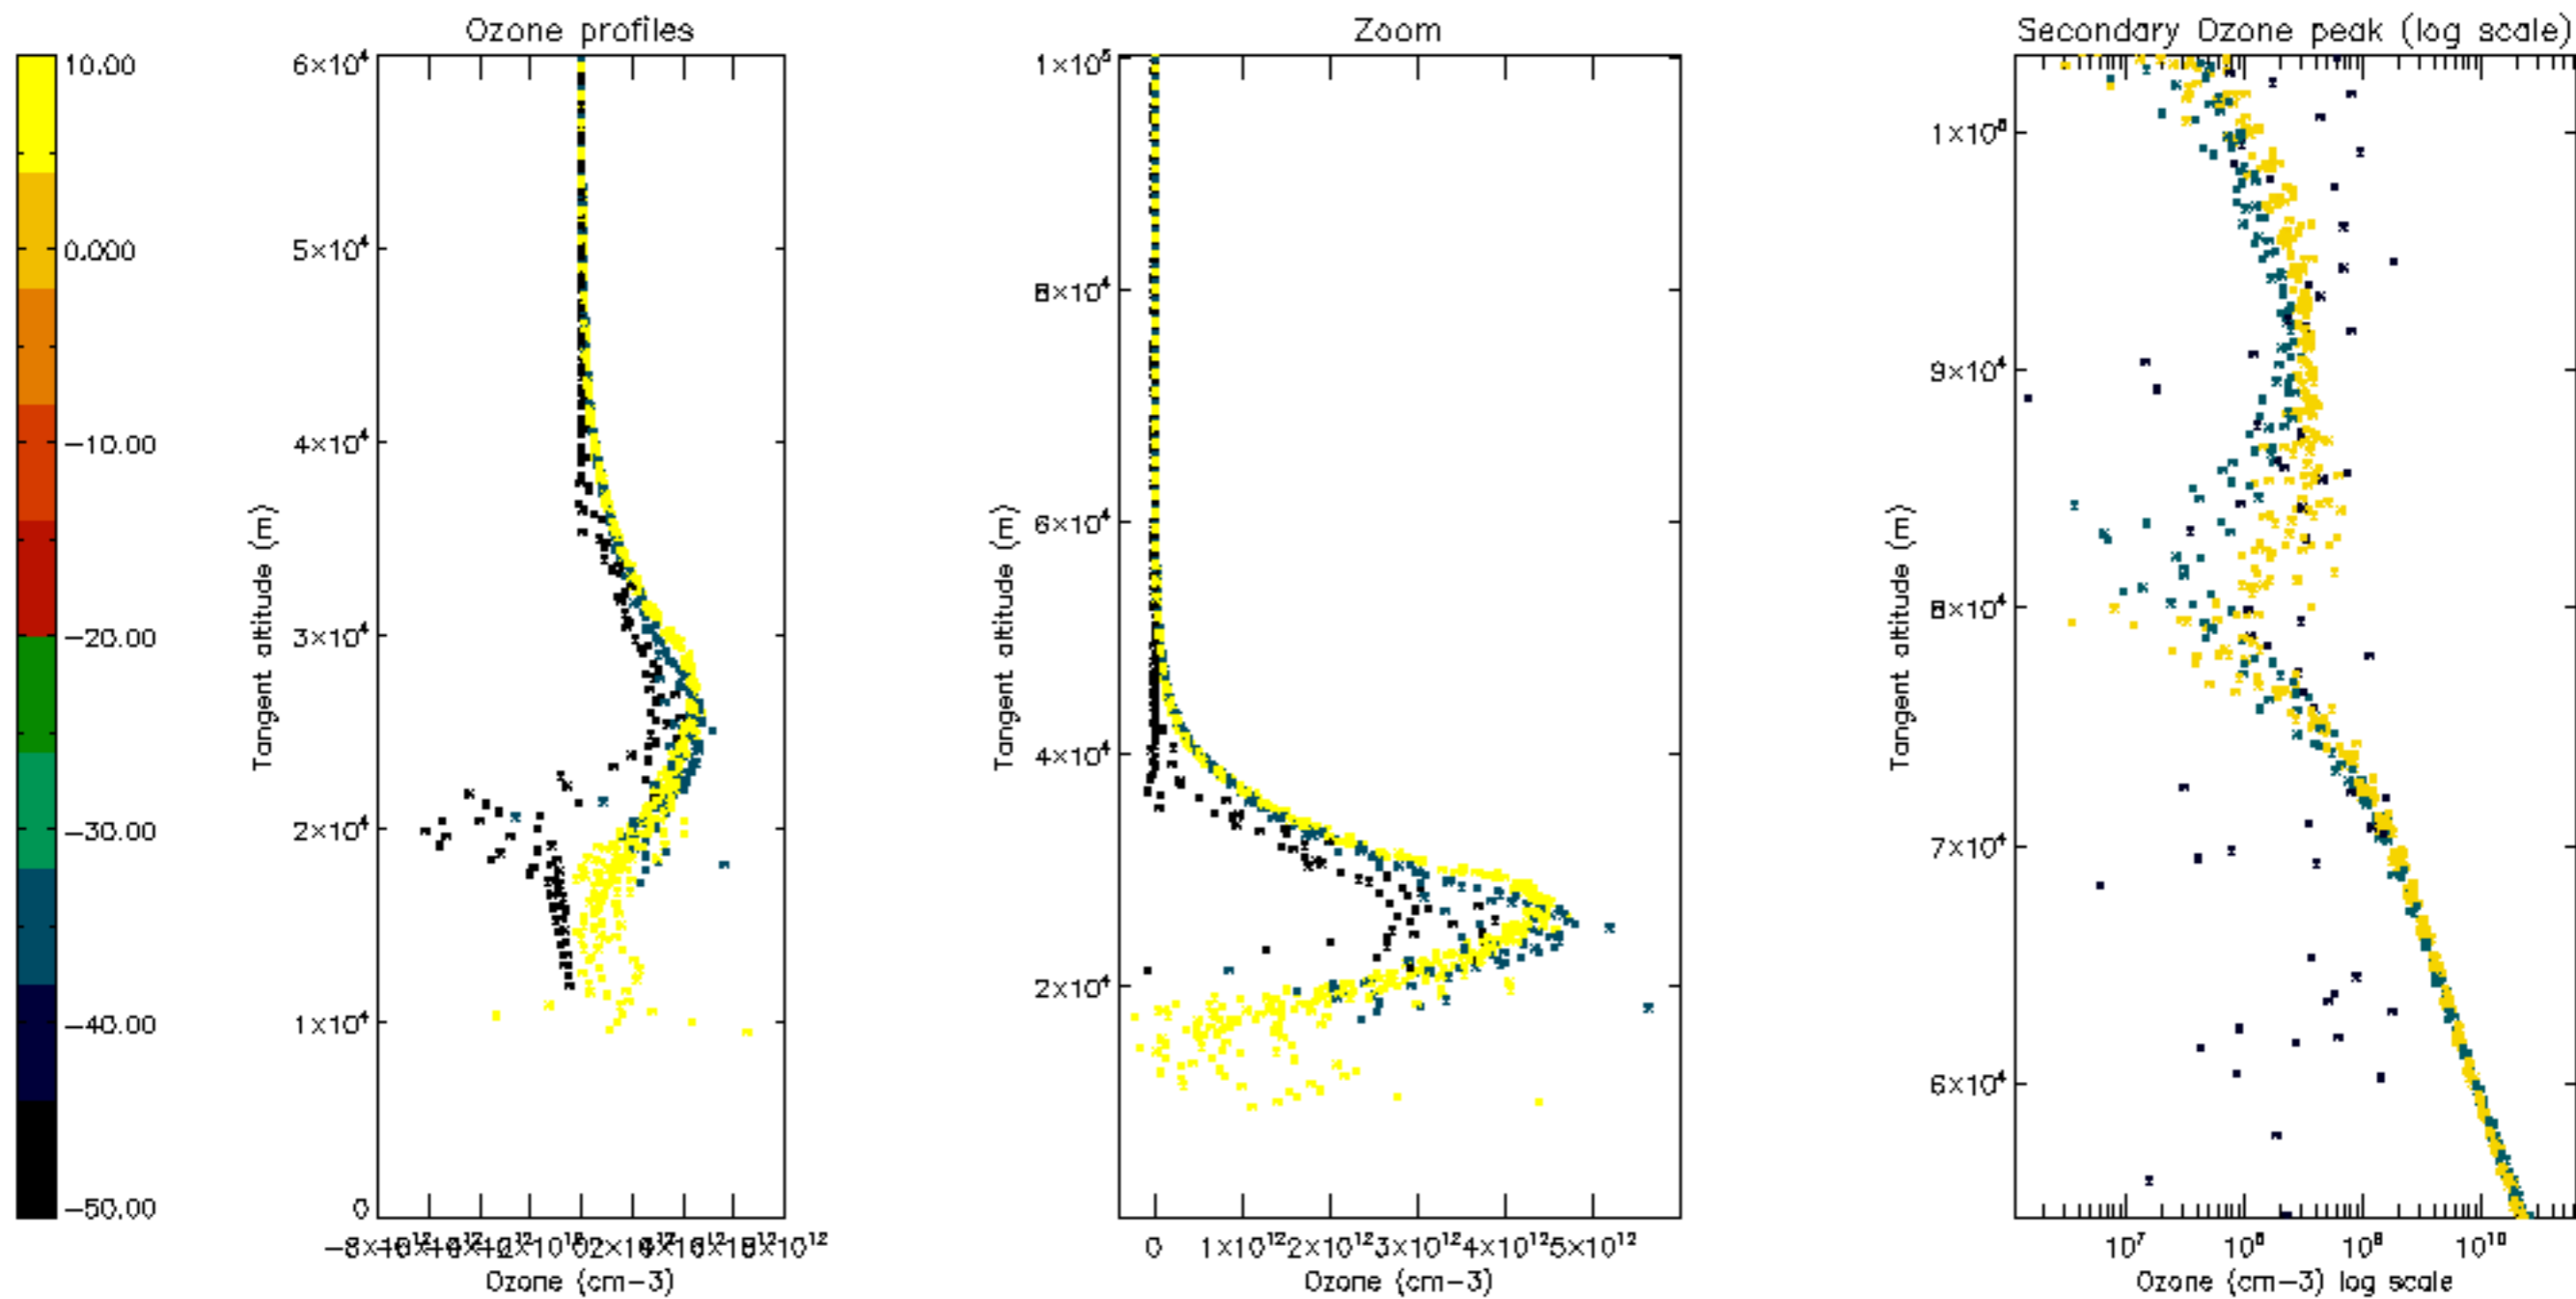 Ozone profiles
Zoom
Secondary Ozone peak (log scale)
10.00
0.000
−10.00
−20.00
−30.00
−40.00
−50.00
6×10⁴
5×10⁴
4×10⁴
3×10⁴
2×10⁴
1×10⁴
0
Tangent altitude (m)
Ozone (cm−3)
1×10⁵
8×10⁴
6×10⁴
4×10⁴
2×10⁴
Tangent altitude (m)
0 1×10¹² 2×10¹² 3×10¹² 4×10¹² 5×10¹²
Ozone (cm−3)
9×10⁴
8×10⁴
7×10⁴
6×10⁴
Tangent altitude (m)
10⁷ 10⁸ 10⁹ 10¹⁰
Ozone (cm−3) log scale